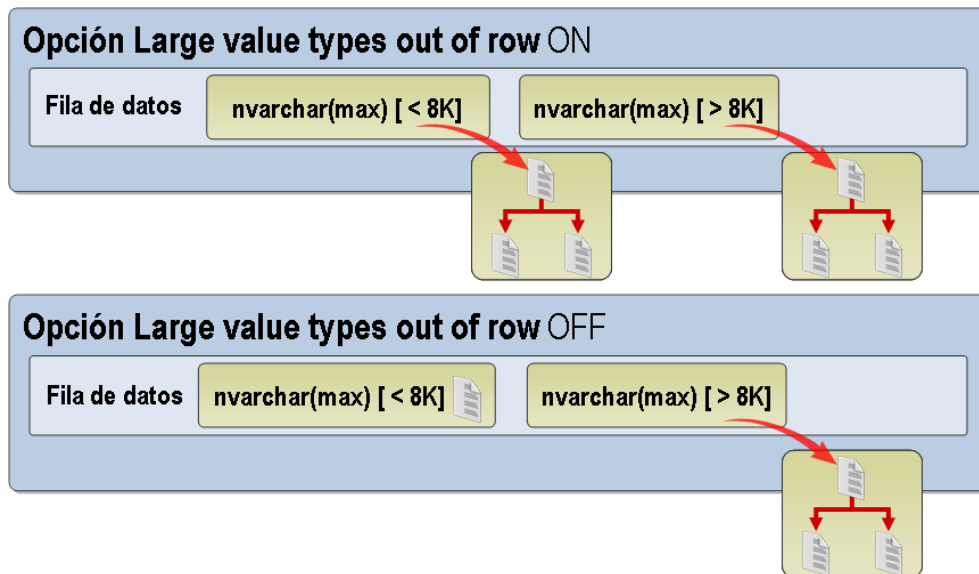 Opción Large value types out of row ON
Fila de datos
nvarchar(max) [ < 8K]
nvarchar(max) [ > 8K]
Opción Large value types out of row OFF
Fila de datos
nvarchar(max) [ < 8K]
nvarchar(max) [ > 8K]